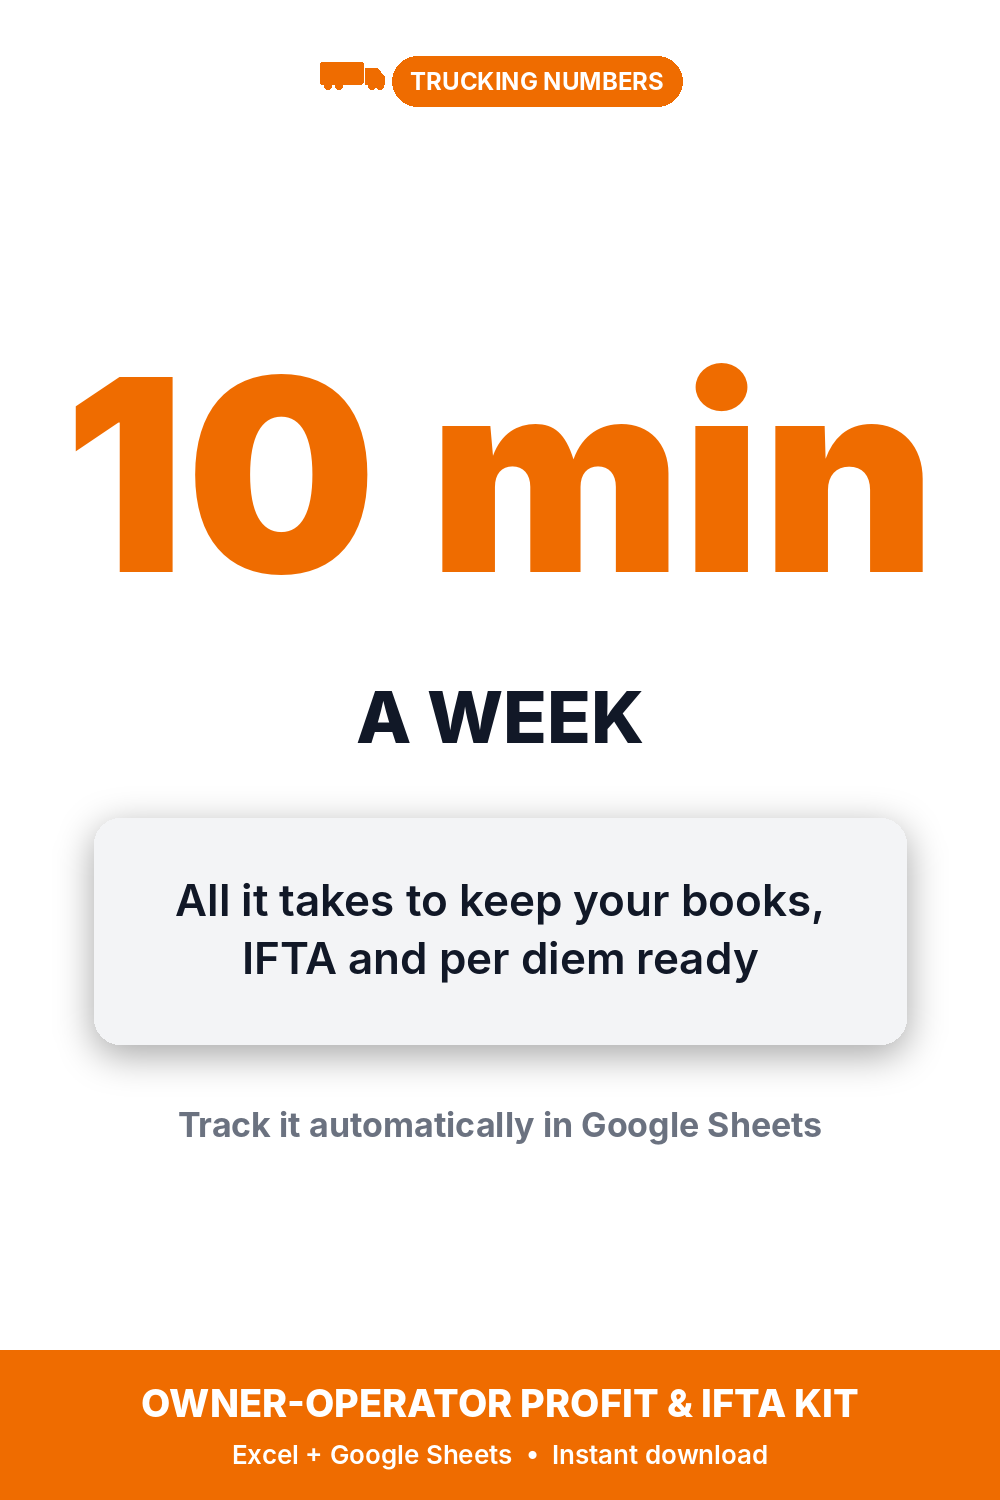 TRUCKING NUMBERS
10 min
A WEEK
All it takes to keep your books,
IFTA and per diem ready
Track it automatically in Google Sheets
OWNER-OPERATOR PROFIT & IFTA KIT
Excel + Google Sheets • Instant download